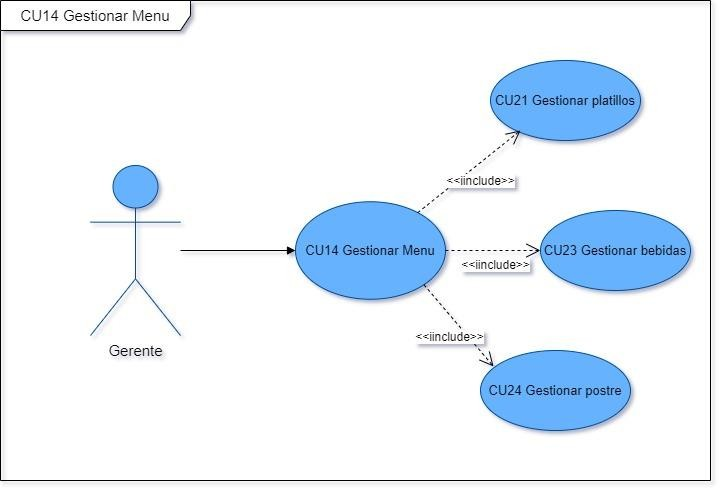 CU14 Gestionar Menu
CU21 Gestionar platillos
<<iinclude>>
CU14 Gestionar Menu
<<iinclude>>
CU23 Gestionar bebidas
<<iinclude>>
Gerente
CU24 Gestionar postre